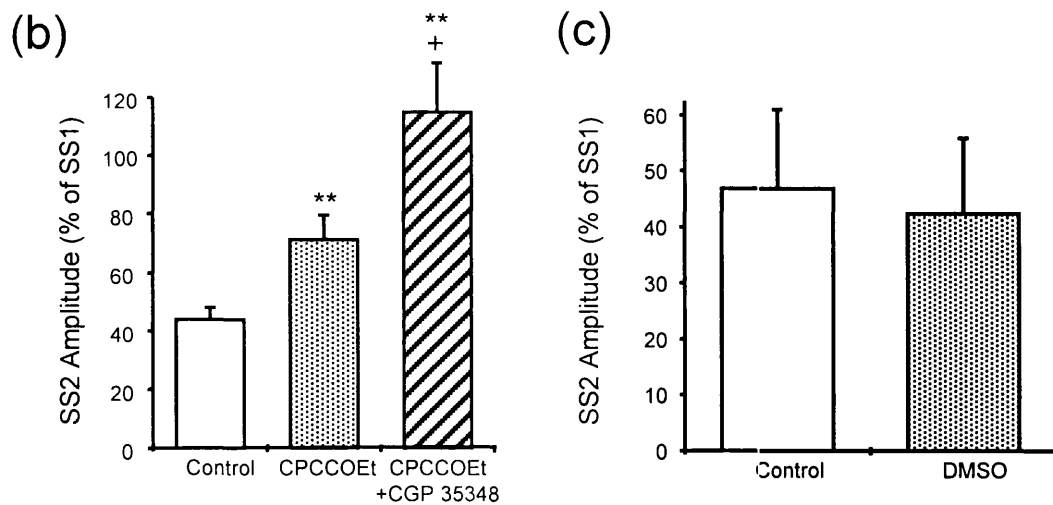 (b)
SS2 Amplitude (% of SS1)
120
100
80
60
40
20
0
**
**
+
Control
CPCCOEt
CPCCOEt
+CGP 35348
(c)
SS2 Amplitude (% of SS1)
60
50
40
30
20
10
0
Control
DMSO